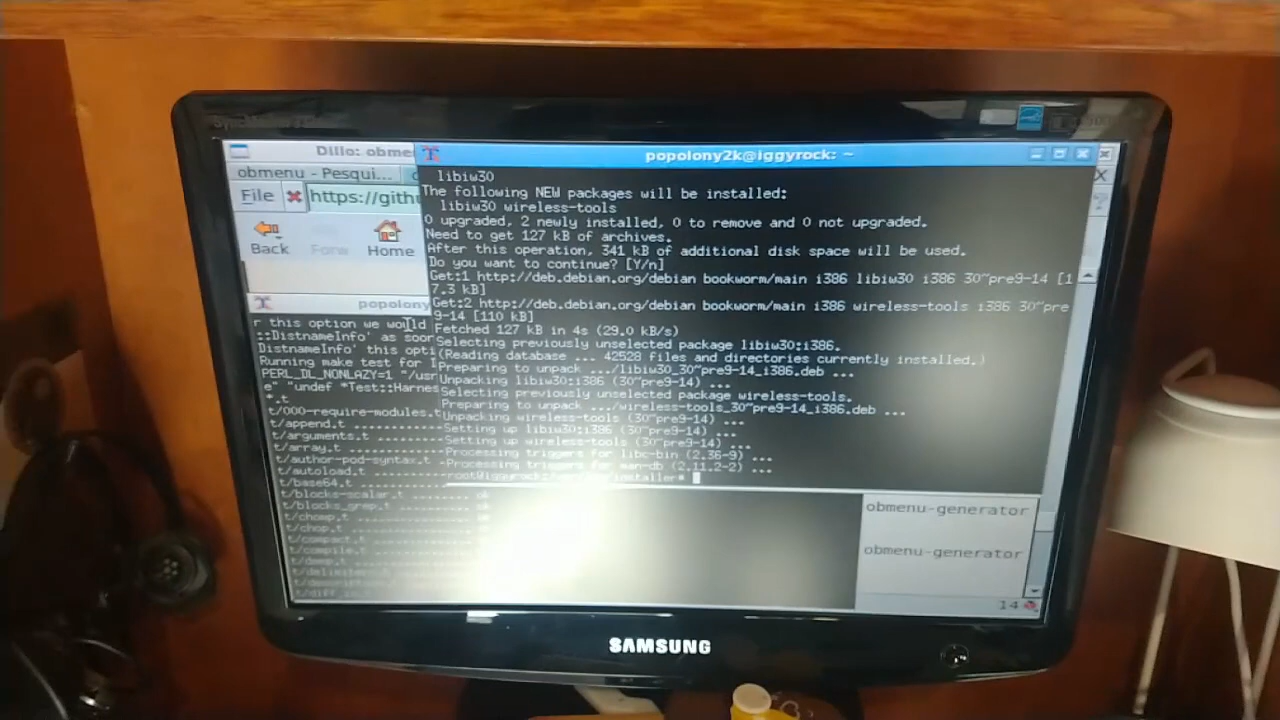 Dillo: obme
obmenu - Pesqui...
File
https://gith
Back Forw Home
popolony2k@iggyrock: ~
libiw30
The following NEW packages will be installed:
libiw30 wireless-tools
0 upgraded, 2 newly installed, 0 to remove and 0 not upgraded.
Need to get 127 kB of archives.
After this operation, 341 kB of additional disk space will be used.
Do you want to continue? [Y/n]
Get:1 http://deb.debian.org/debian bookworm/main i386 libiw30 i386 30~pre9-14 [1
7.3 kB]
Get:2 http://deb.debian.org/debian bookworm/main i386 wireless-tools i386 30~pre
9-14 [110 kB]
Fetched 127 kB in 4s (29.0 kB/s)
Selecting previously unselected package libiw30:i386.
(Reading database ... 42528 files and directories currently installed.)
Preparing to unpack .../libiw30_30~pre9-14_i386.deb ...
Unpacking libiw30:i386 (30~pre9-14) ...
Selecting previously unselected package wireless-tools.
Preparing to unpack .../wireless-tools_30~pre9-14_i386.deb ...
Unpacking wireless-tools (30~pre9-14) ...
Setting up libiw30:i386 (30~pre9-14) ...
Setting up wireless-tools (30~pre9-14) ...
Processing triggers for libc-bin (2.36-9) ...
Processing triggers for man-db (2.11.2-2) ...
popolony
r this option we would
::DistnameInfo' as soor
DistnameInfo' this opti
Running make test for
PERL_DL_NONLAZY=1 "/usr
e" "undef *Test::Harnes
*.t
t/000-require-modules.t
t/append.t ........
t/arguments.t ........
t/array.t ........
t/author-pod-syntax.t .
t/autoload.t ........
t/base64.t ........
t/blocks-scalar.t ........ ok
t/blocks_grep.t ........ ok
t/chomp.t ........
t/chop.t ........
t/compact.t ........
t/compile.t ........
obmenu-generator
obmenu-generator
14
SAMSUNG